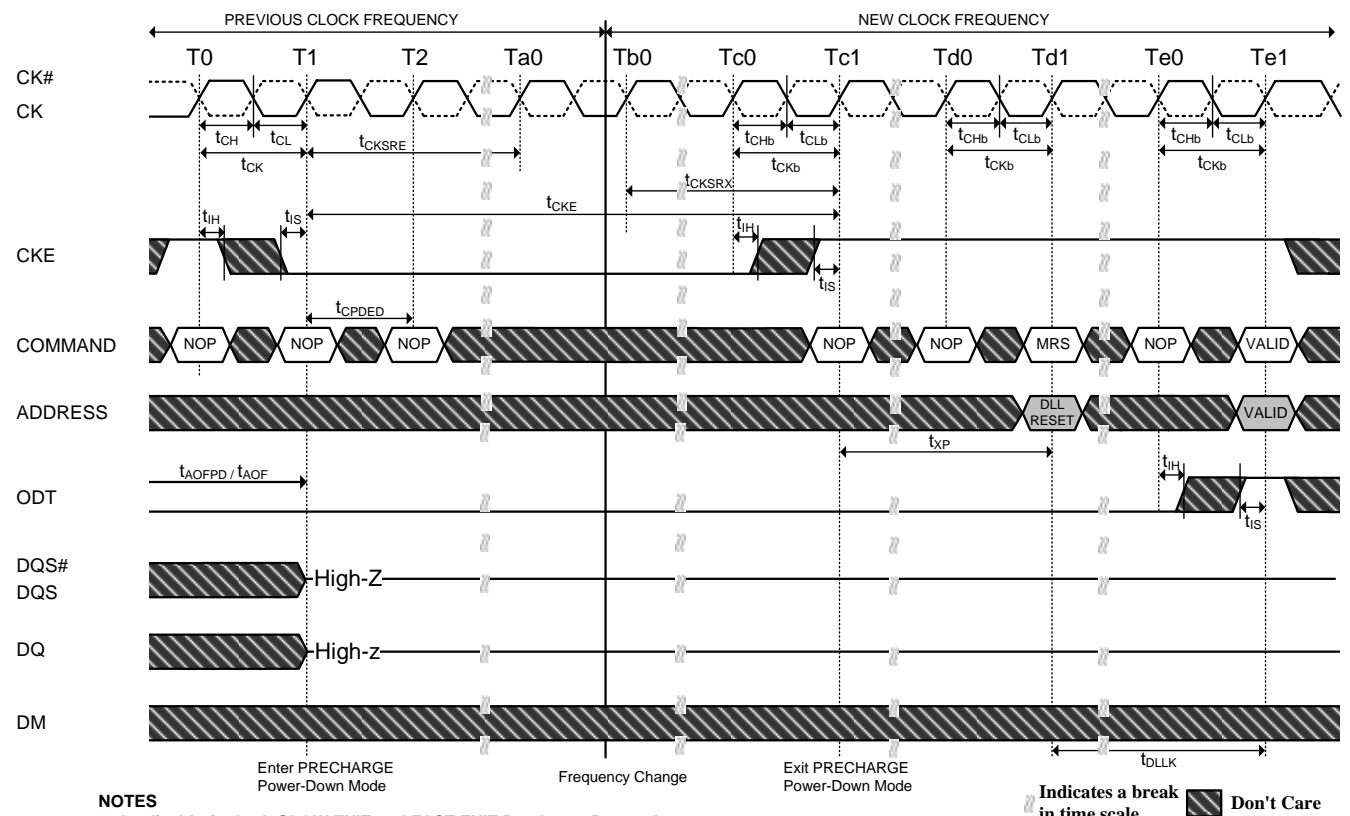 PREVIOUS CLOCK FREQUENCY NEW CLOCK FREQUENCY
T0 T1 T2 Ta0 Tb0 Tc0 Tc1 Td0 Td1 Te0 Te1
CK#
CK
tCH tCL tCHb tCLb tCHb tCLb tCHb tCLb
tCKSRE
tCK tCKb tCKb tCKb
tCKSRX
tCKE
tIH tIS tIH
CKE
tIS
tCPDED
COMMAND NOP NOP NOP NOP NOP MRS NOP VALID
ADDRESS DLL RESET VALID
tXP
tAOFPD / tAOF tIH
ODT
tIS
DQS#
DQS
High-Z
DQ High-z
DM
tDLLK
Enter PRECHARGE
Power-Down Mode
Frequency Change
Exit PRECHARGE
Power-Down Mode
Indicates a break
in time scale
Don't Care
NOTES